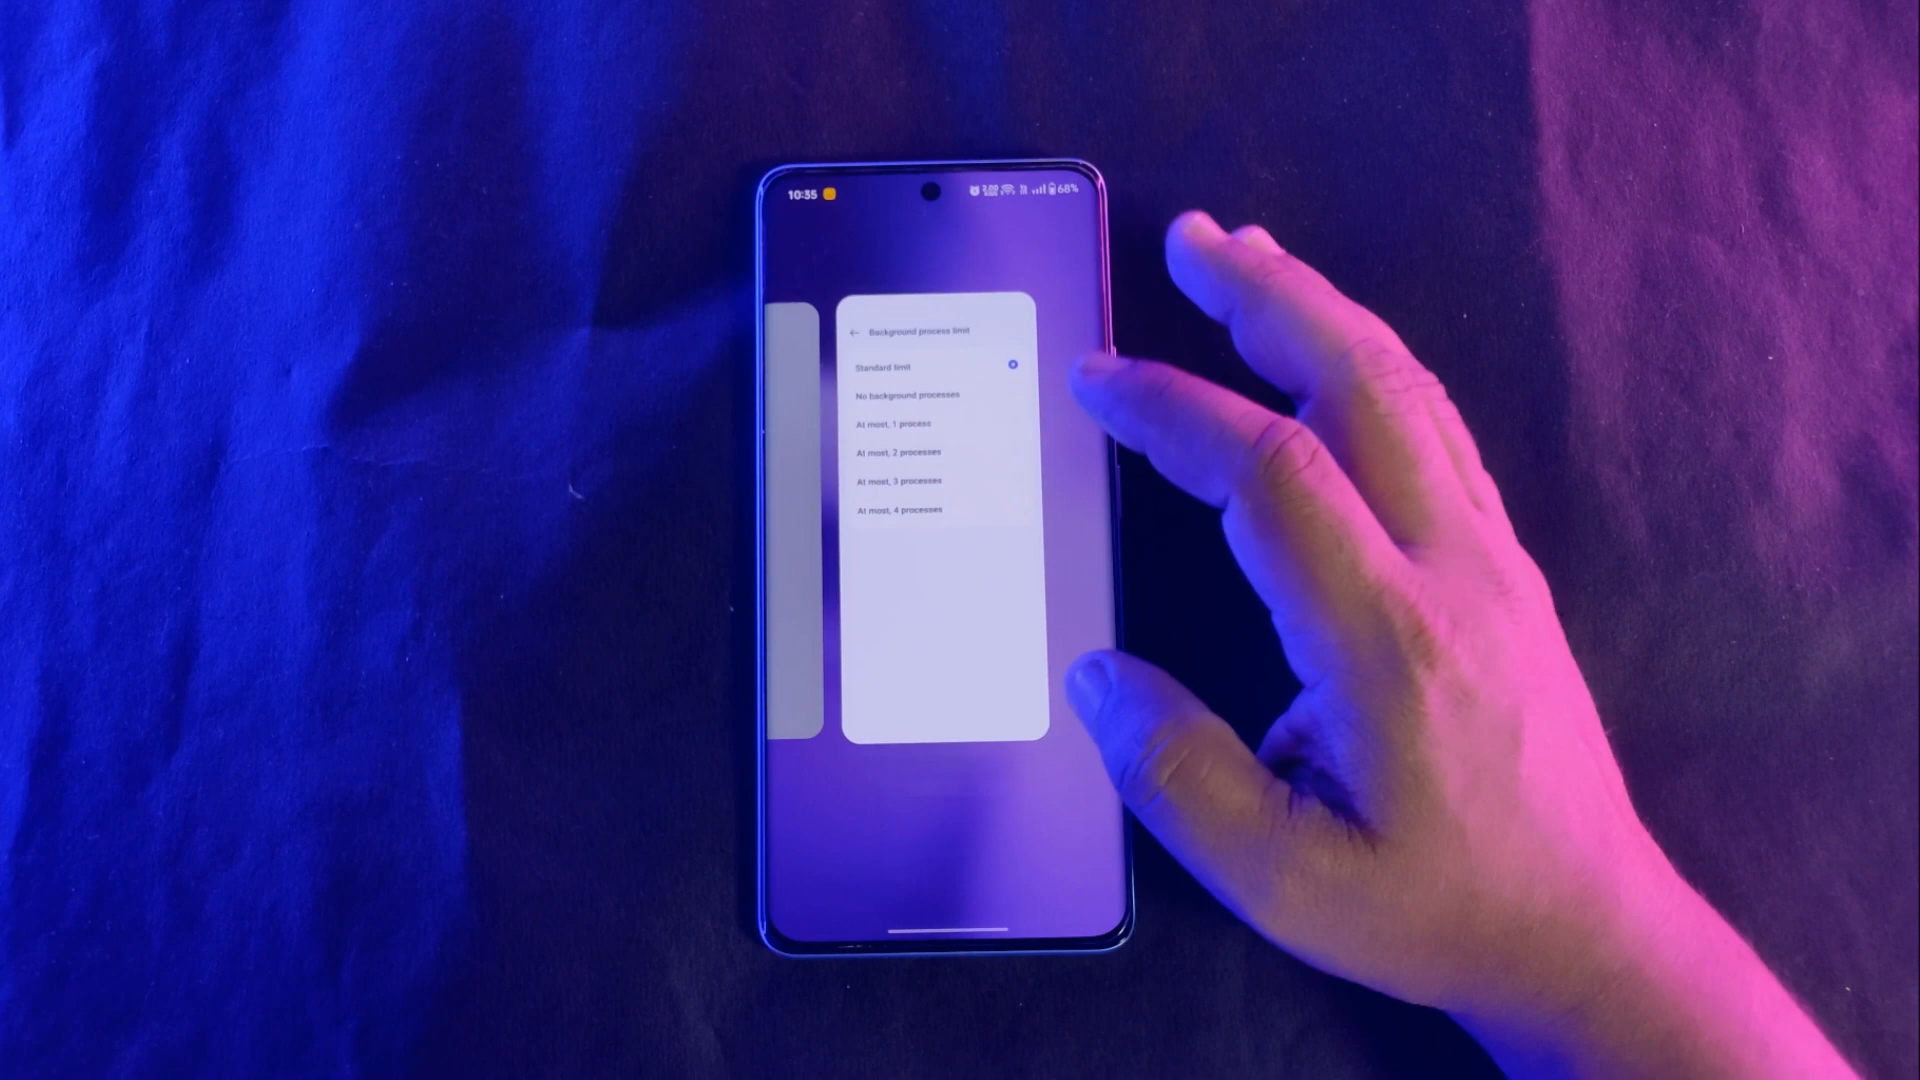 10:35
68%
Background process limit
Standard limit
No background processes
At most, 1 process
At most, 2 processes
At most, 3 processes
At most, 4 processes